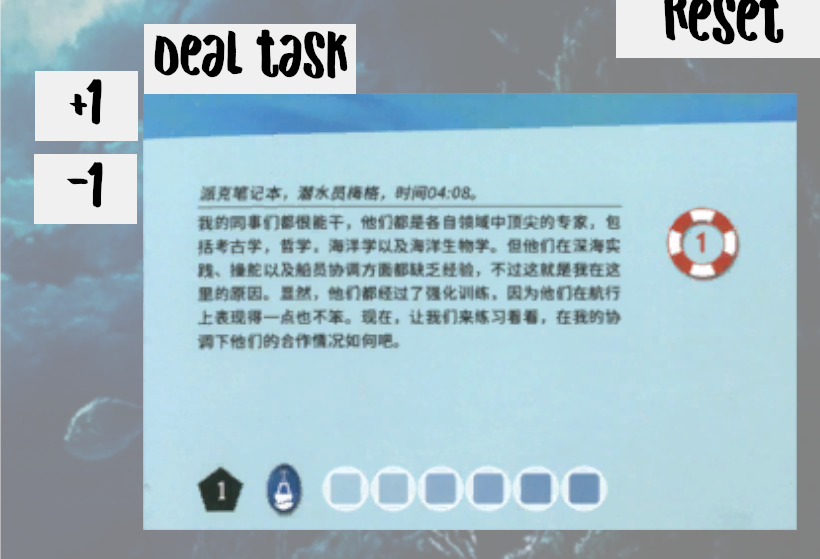 Reset
Deal task
+1
-1
派克笔记本，潜水员梅格，时间04:08。
我的同事们都很能干，他们都是各自领域中顶尖的专家，包
括考古学，哲学，海洋学以及海洋生物学。但他们在深海实
践、操舵以及船员协调方面都缺乏经验，不过这就是我在这
里的原因。显然，他们都经过了强化训练，因为他们在航行
上表现得一点也不笨。现在，让我们来练习看看，在我的协
调下他们的合作情况如何吧。
1
1